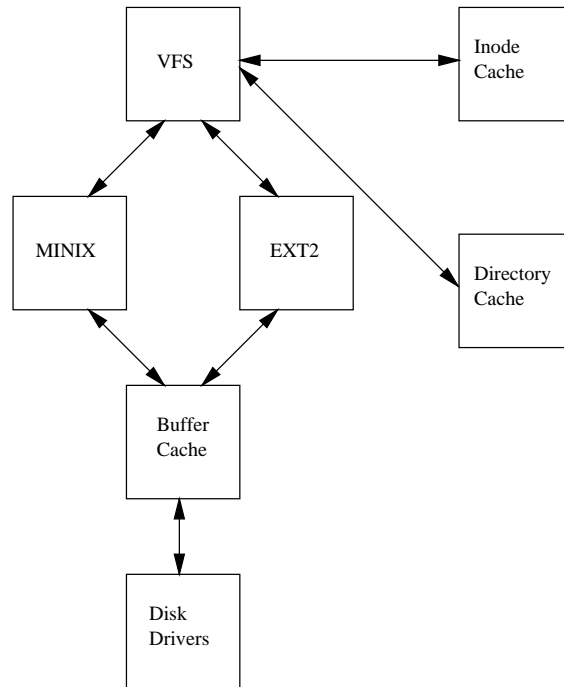 VFS
Inode
Cache
MINIX
EXT2
Directory
Cache
Buffer
Cache
Disk
Drivers